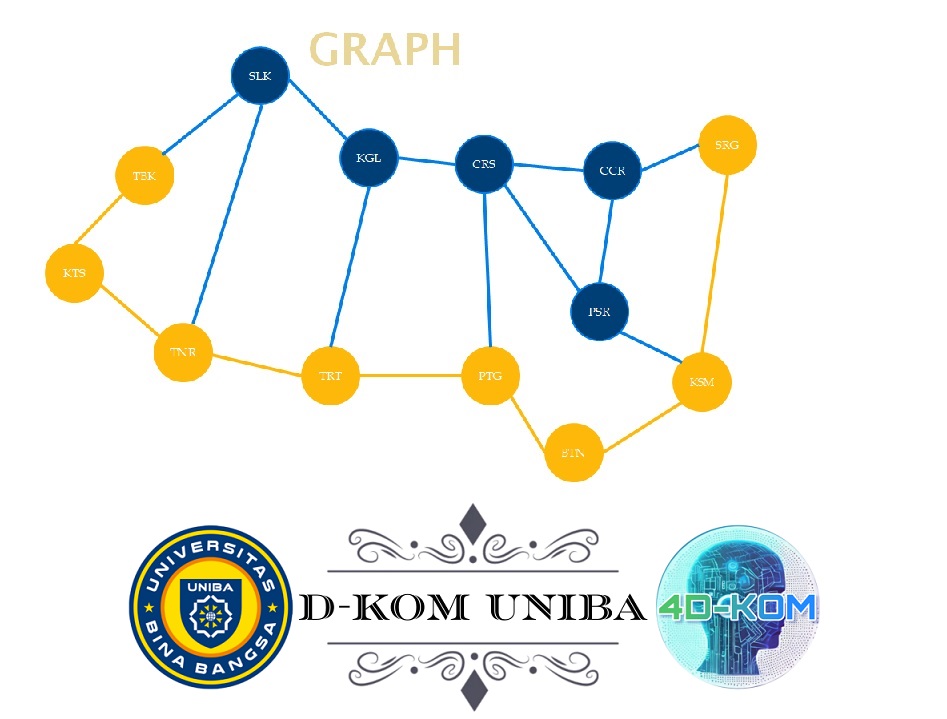 GRAPH
SLK
SRG
KGL
CRS
CCR
TBK
KTS
PSR
TNR
TRT
PTG
KSM
BTN
UNIVERSITAS
UNIBA
BINA BANGSA
D-KOM UNIBA
4D-KOM